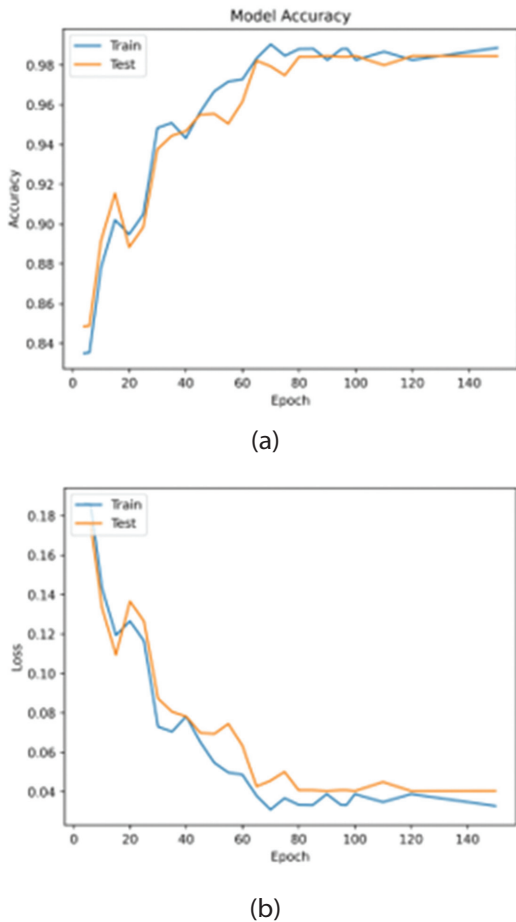 Model Accuracy
Train
Test
0.98
0.96
0.94
0.92
0.90
0.88
0.86
0.84
Accuracy
0 20 40 60 80 100 120 140
Epoch
(a)
Train
Test
0.18
0.16
0.14
0.12
0.10
0.08
0.06
0.04
Loss
0 20 40 60 80 100 120 140
Epoch
(b)